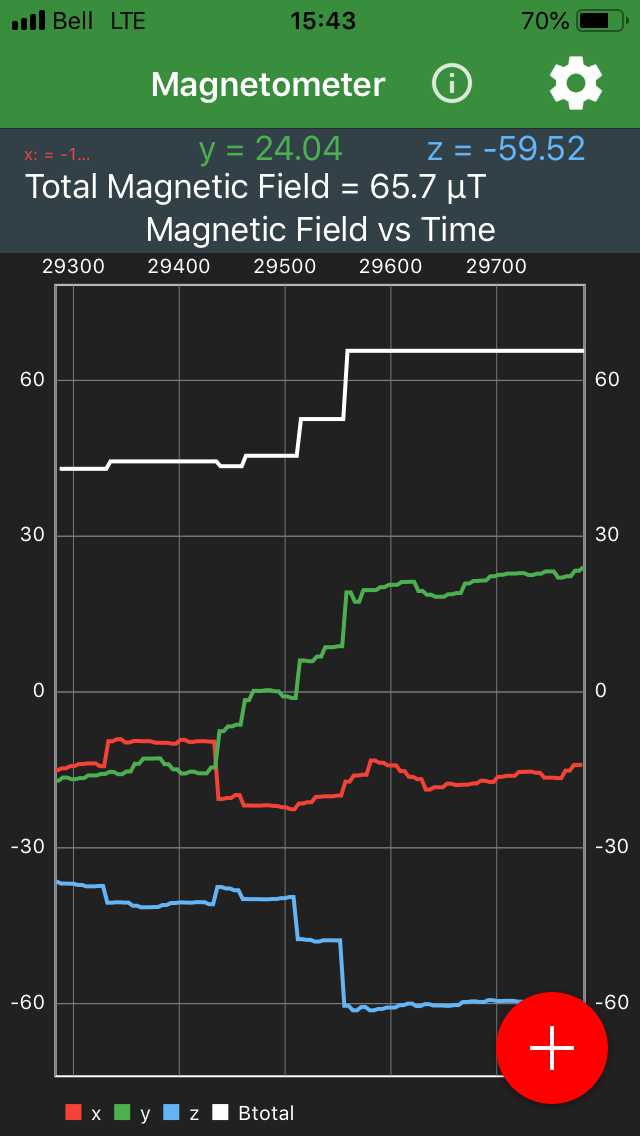 Bell LTE 15:43 70%
Magnetometer i
x: = -1... y = 24.04 z = -59.52
Total Magnetic Field = 65.7 µT
Magnetic Field vs Time
29300 29400 29500 29600 29700
60 60
30 30
0 0
-30 -30
-60 -60
x y z Btotal